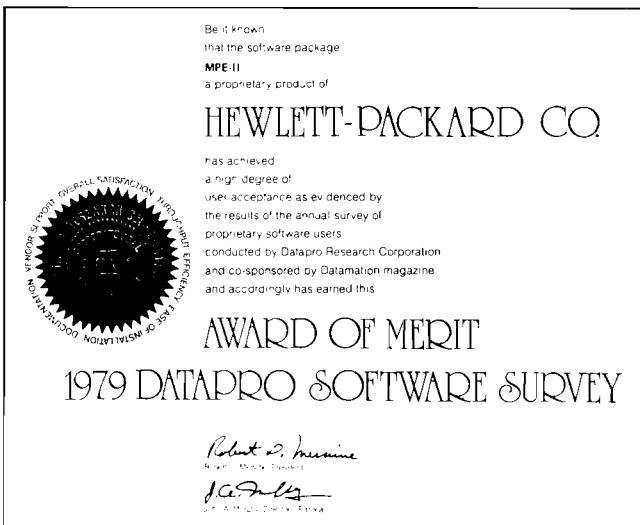 Be it known
that the software package
MPE-II
a proprietary product of
HEWLETT-PACKARD CO.
has achieved
a high degree of
user acceptance as evidenced by
the results of the annual survey of
proprietary software users
conducted by Datapro Research Corporation
and co-sponsored by Datamation magazine
and accordingly has earned this
OVERALL SATISFACTION THROUGHPUT EFFICIENCY EASE OF INSTALLATION DOCUMENTATION VENDOR SUPPORT
AWARD OF MERIT
1979 DATAPRO SOFTWARE SURVEY